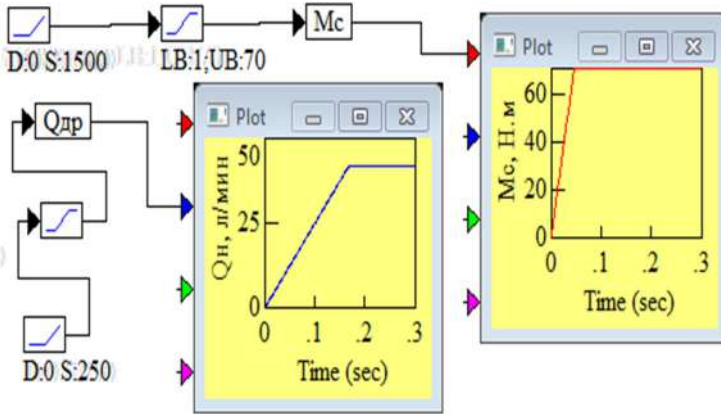 Mc
D:0 S:1500
LB:1;UB:70
Plot
Mc, Н.м
60
40
20
0
0 .1 .2 .3
Time (sec)
Qдр
D:0 S:250
Plot
Qн, л/мин
50
25
0
0 .1 .2 .3
Time (sec)